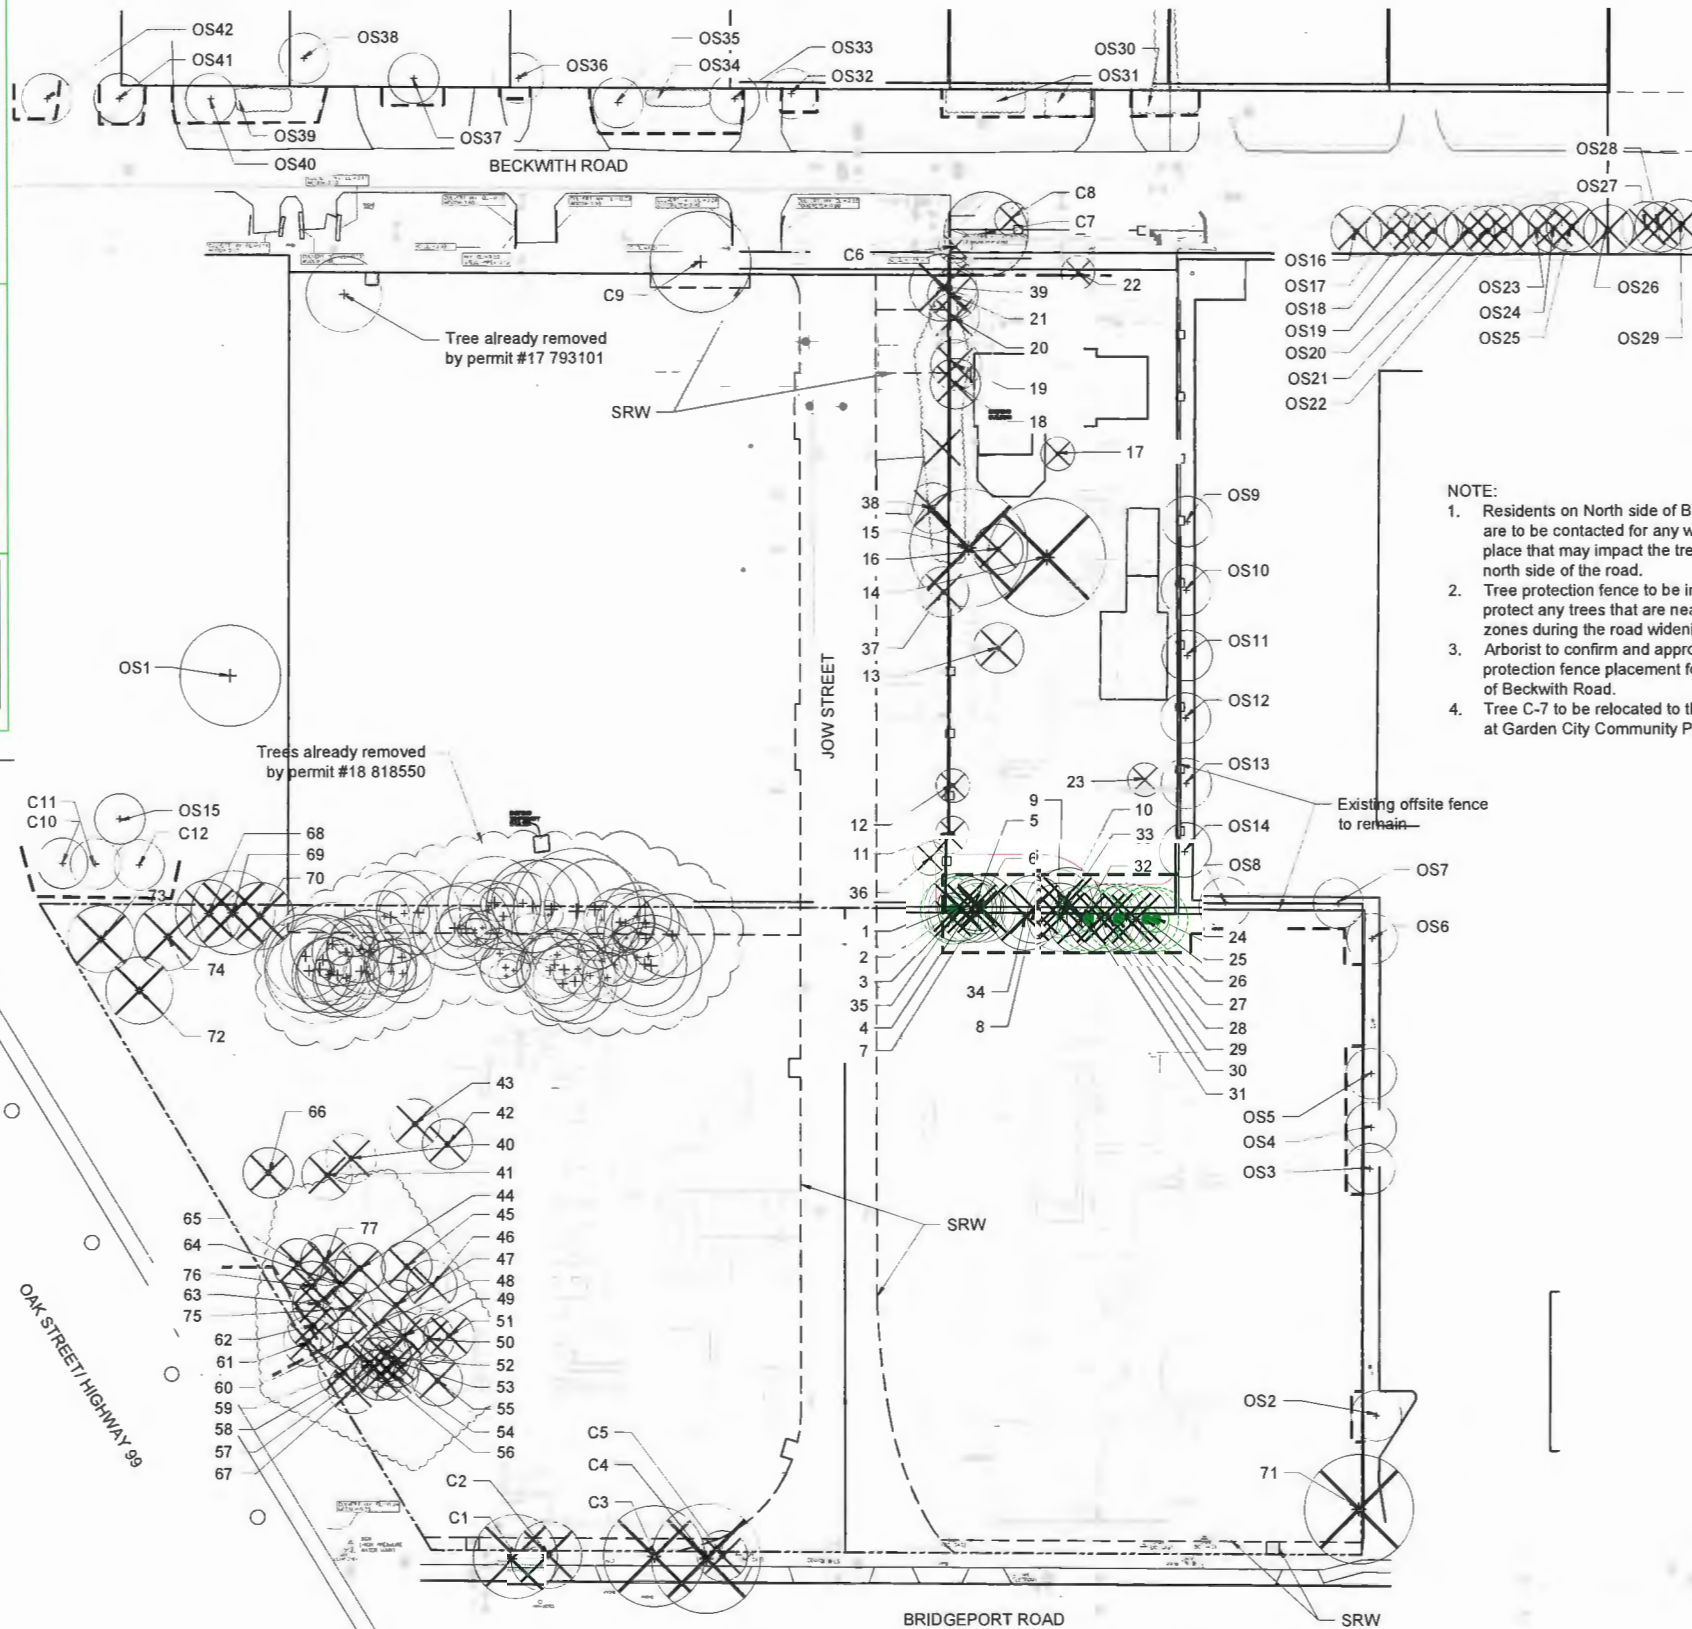 OS42
OS38
OS35
OS33
OS30
OS41
OS36
OS34
OS32
OS31
OS39
OS37
OS40
BECKWITH ROAD
OS28
OS27
C8
C7
C6
OS16
OS17
OS18
OS19
OS20
OS21
OS22
OS23
OS24
OS25
OS26
OS29
C9
39
22
21
20
Tree already removed
by permit #17 793101
SRW
19
18
17
38
15
16
14
37
13
OS9
OS10
OS11
OS12
OS13
OS14
NOTE:
1. Residents on North side of B
are to be contacted for any w
place that may impact the tre
north side of the road.
2. Tree protection fence to be in
protect any trees that are nea
zones during the road wideni
3. Arborist to confirm and appro
protection fence placement fo
of Beckwith Road.
4. Tree C-7 to be relocated to th
at Garden City Community P
OS1
JOW STREET
Trees already removed
by permit #18 818550
C11
C10
OS15
C12
68
69
70
73
74
72
12
11
36
9
5
6
23
10
33
32
Existing offsite fence
to remain
OS8
OS7
OS6
1
2
3
35
4
7
34
8
24
25
26
27
28
29
30
31
OS5
OS4
OS3
43
42
40
41
66
44
45
46
47
48
49
51
50
52
53
55
54
56
65
64
77
76
63
75
62
61
60
59
58
57
67
SRW
OAK STREET/ HIGHWAY 99
OS2
71
C5
C4
C3
C2
C1
BRIDGEPORT ROAD
SRW